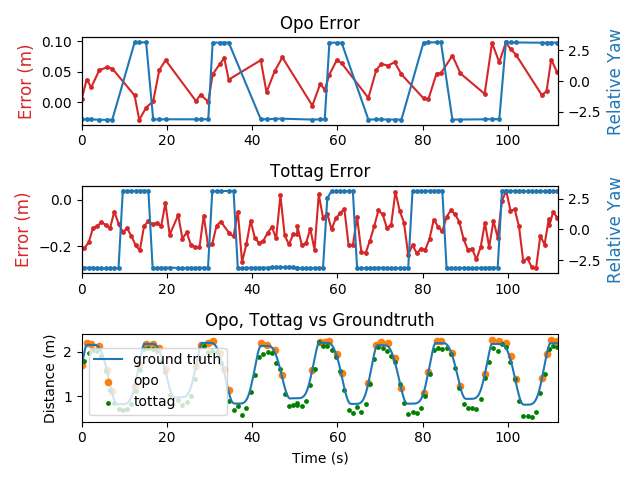 Opo Error
Error (m)
0.10
0.05
0.00
2.5
0.0
−2.5
Relative Yaw
0 20 40 60 80 100
Tottag Error
Error (m)
0.0
−0.2
2.5
0.0
−2.5
Relative Yaw
0 20 40 60 80 100
Opo, Tottag vs Groundtruth
Distance (m)
2
1
ground truth
opo
tottag
0 20 40 60 80 100
Time (s)